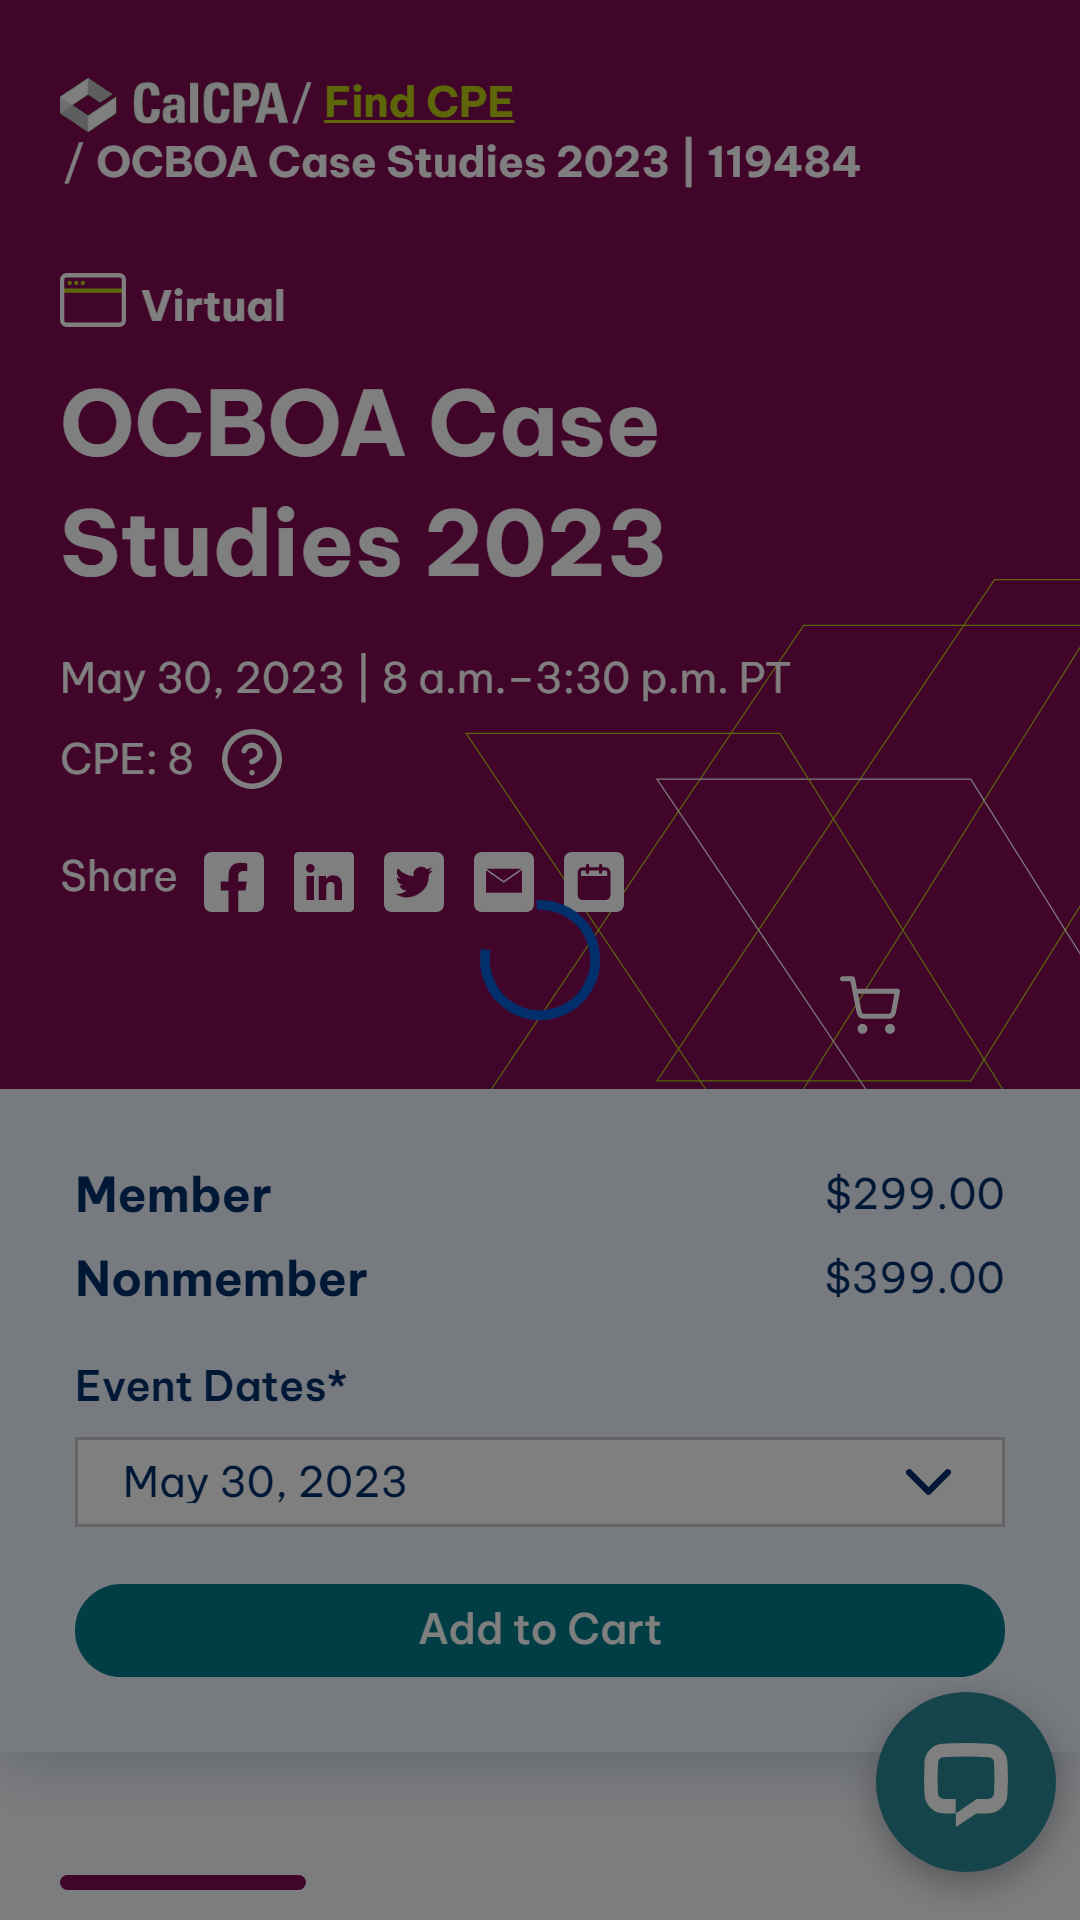 CalCPA / Find CPE
/ OCBOA Case Studies 2023 | 119484
Virtual
OCBOA Case
Studies 2023
May 30, 2023 | 8 a.m.–3:30 p.m. PT
CPE: 8 ?
Share
Member $299.00
Nonmember $399.00
Event Dates*
May 30, 2023
Add to Cart